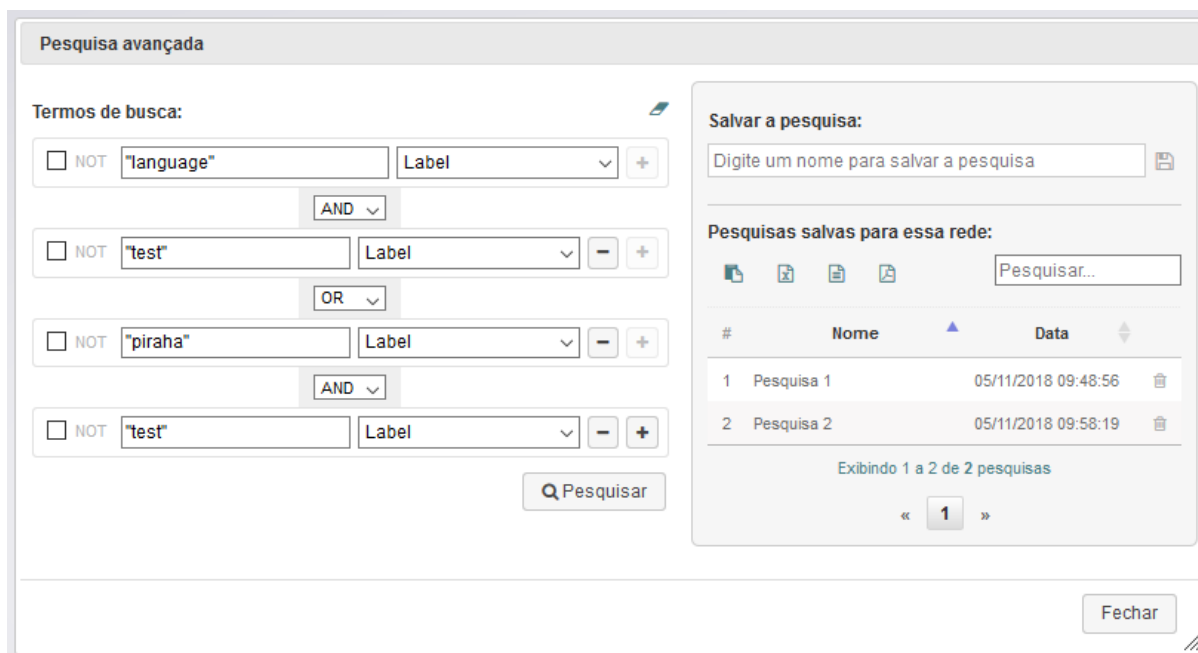 Pesquisa avançada
Termos de busca:
NOT "language" Label +
AND
NOT "test" Label - +
OR
NOT "piraha" Label - +
AND
NOT "test" Label - +
Pesquisar
Salvar a pesquisa:
Digite um nome para salvar a pesquisa
Pesquisas salvas para essa rede:
Pesquisar...
# Nome Data
1 Pesquisa 1 05/11/2018 09:48:56
2 Pesquisa 2 05/11/2018 09:58:19
Exibindo 1 a 2 de 2 pesquisas
« 1 »
Fechar